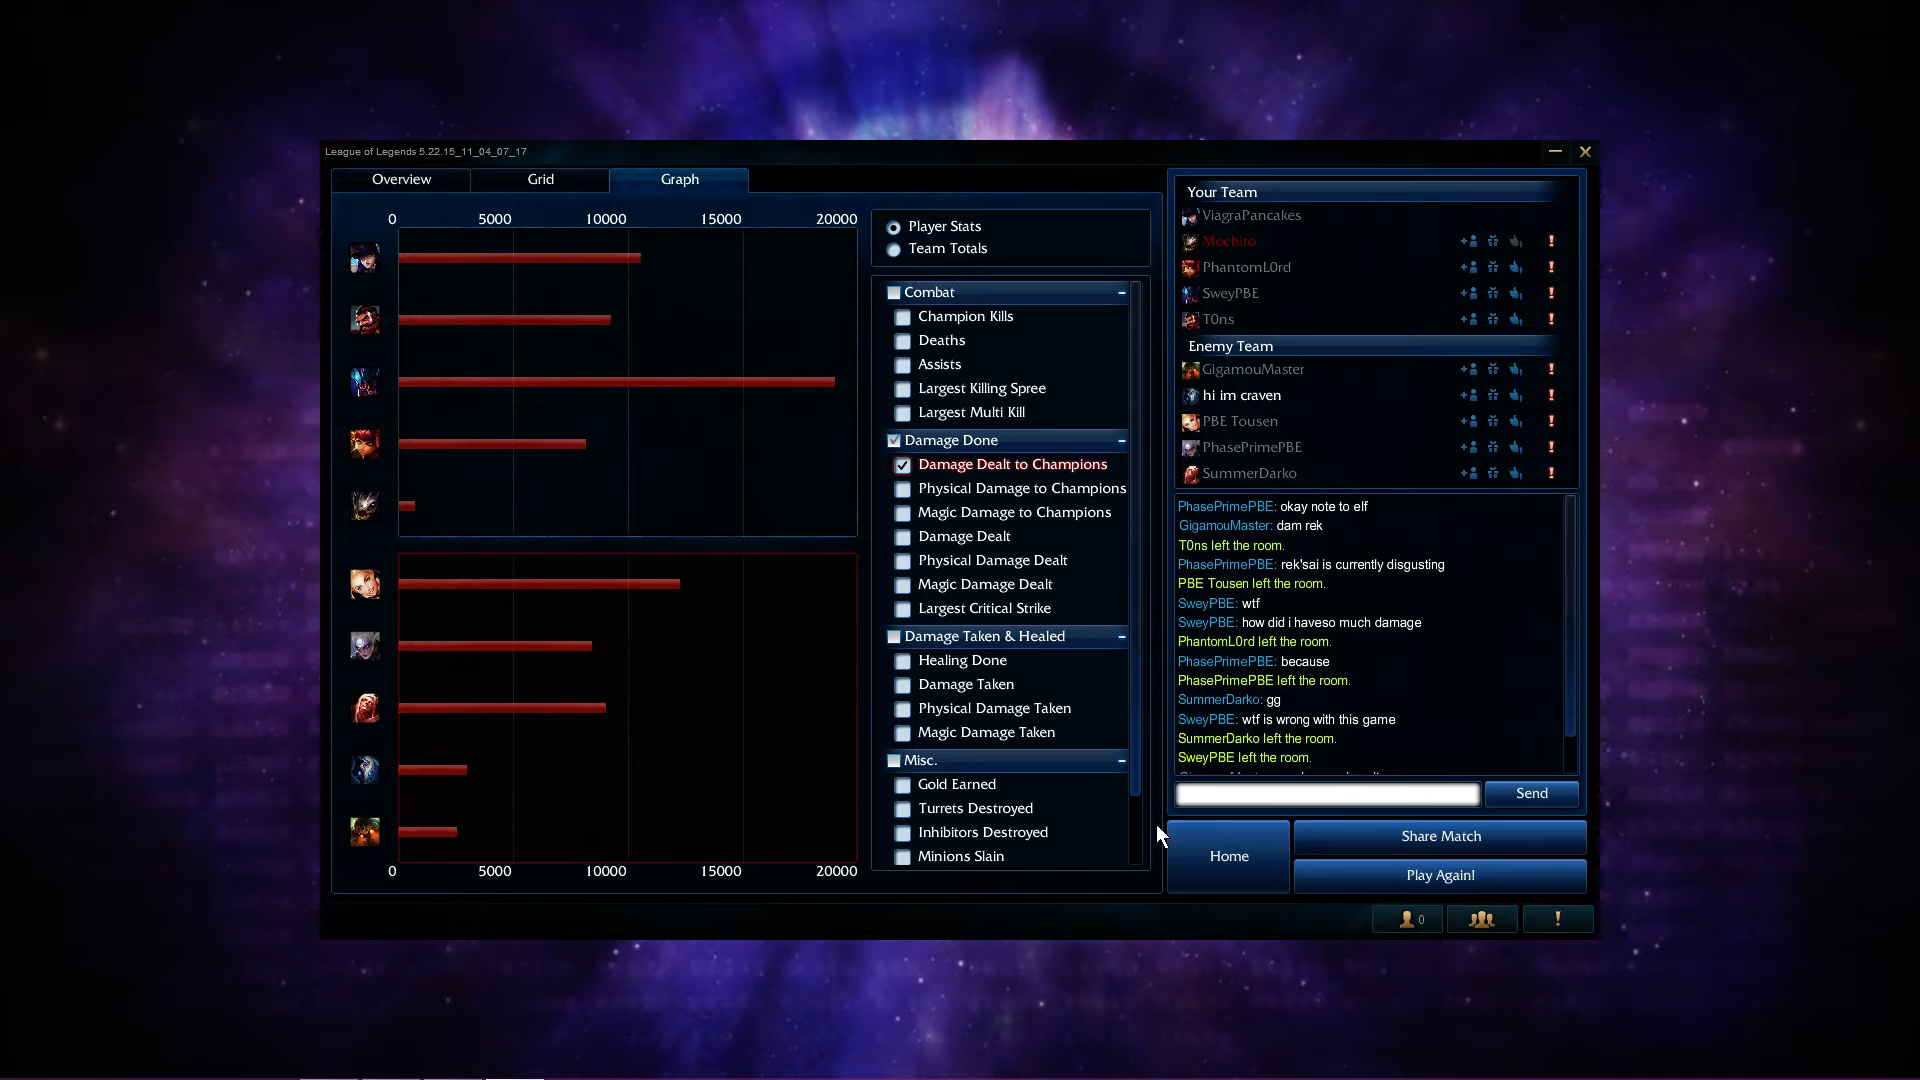 League of Legends 5.22.15_11_04_07_17
Overview
Grid
Graph
0 5000 10000 15000 20000
0 5000 10000 15000 20000
Player Stats
Team Totals
Combat
Champion Kills
Deaths
Assists
Largest Killing Spree
Largest Multi Kill
Damage Done
Damage Dealt to Champions
Physical Damage to Champions
Magic Damage to Champions
Damage Dealt
Physical Damage Dealt
Magic Damage Dealt
Largest Critical Strike
Damage Taken & Healed
Healing Done
Damage Taken
Physical Damage Taken
Magic Damage Taken
Misc.
Gold Earned
Turrets Destroyed
Inhibitors Destroyed
Minions Slain
Your Team
ViagraPancakes
Mochito
PhantomL0rd
SweyPBE
T0ns
Enemy Team
GigamouMaster
hi im craven
PBE Tousen
PhasePrimePBE
SummerDarko
PhasePrimePBE: okay note to elf
GigamouMaster: dam rek
T0ns left the room.
PhasePrimePBE: rek'sai is currently disgusting
PBE Tousen left the room.
SweyPBE: wtf
SweyPBE: how did i haveso much damage
PhantomL0rd left the room.
PhasePrimePBE: because
PhasePrimePBE left the room.
SummerDarko: gg
SweyPBE: wtf is wrong with this game
SummerDarko left the room.
SweyPBE left the room.
Send
Home
Share Match
Play Again!
0